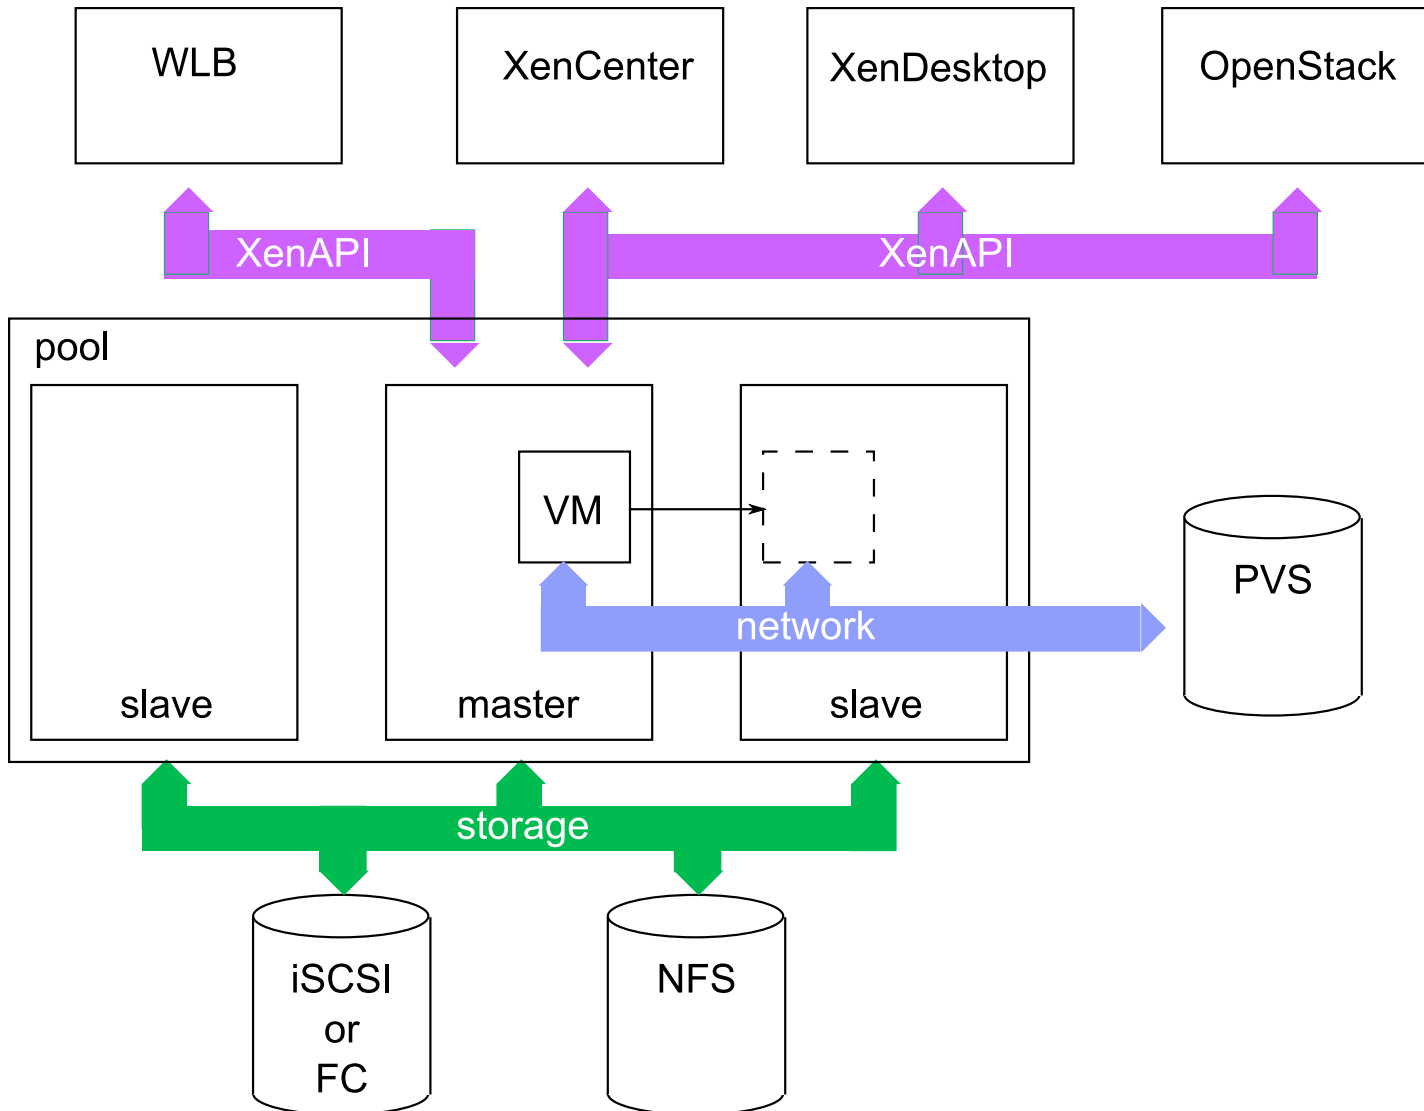 WLB
XenCenter
XenDesktop
OpenStack
XenAPI
XenAPI
pool
VM
PVS
network
slave
master
slave
storage
iSCSI
or
FC
NFS